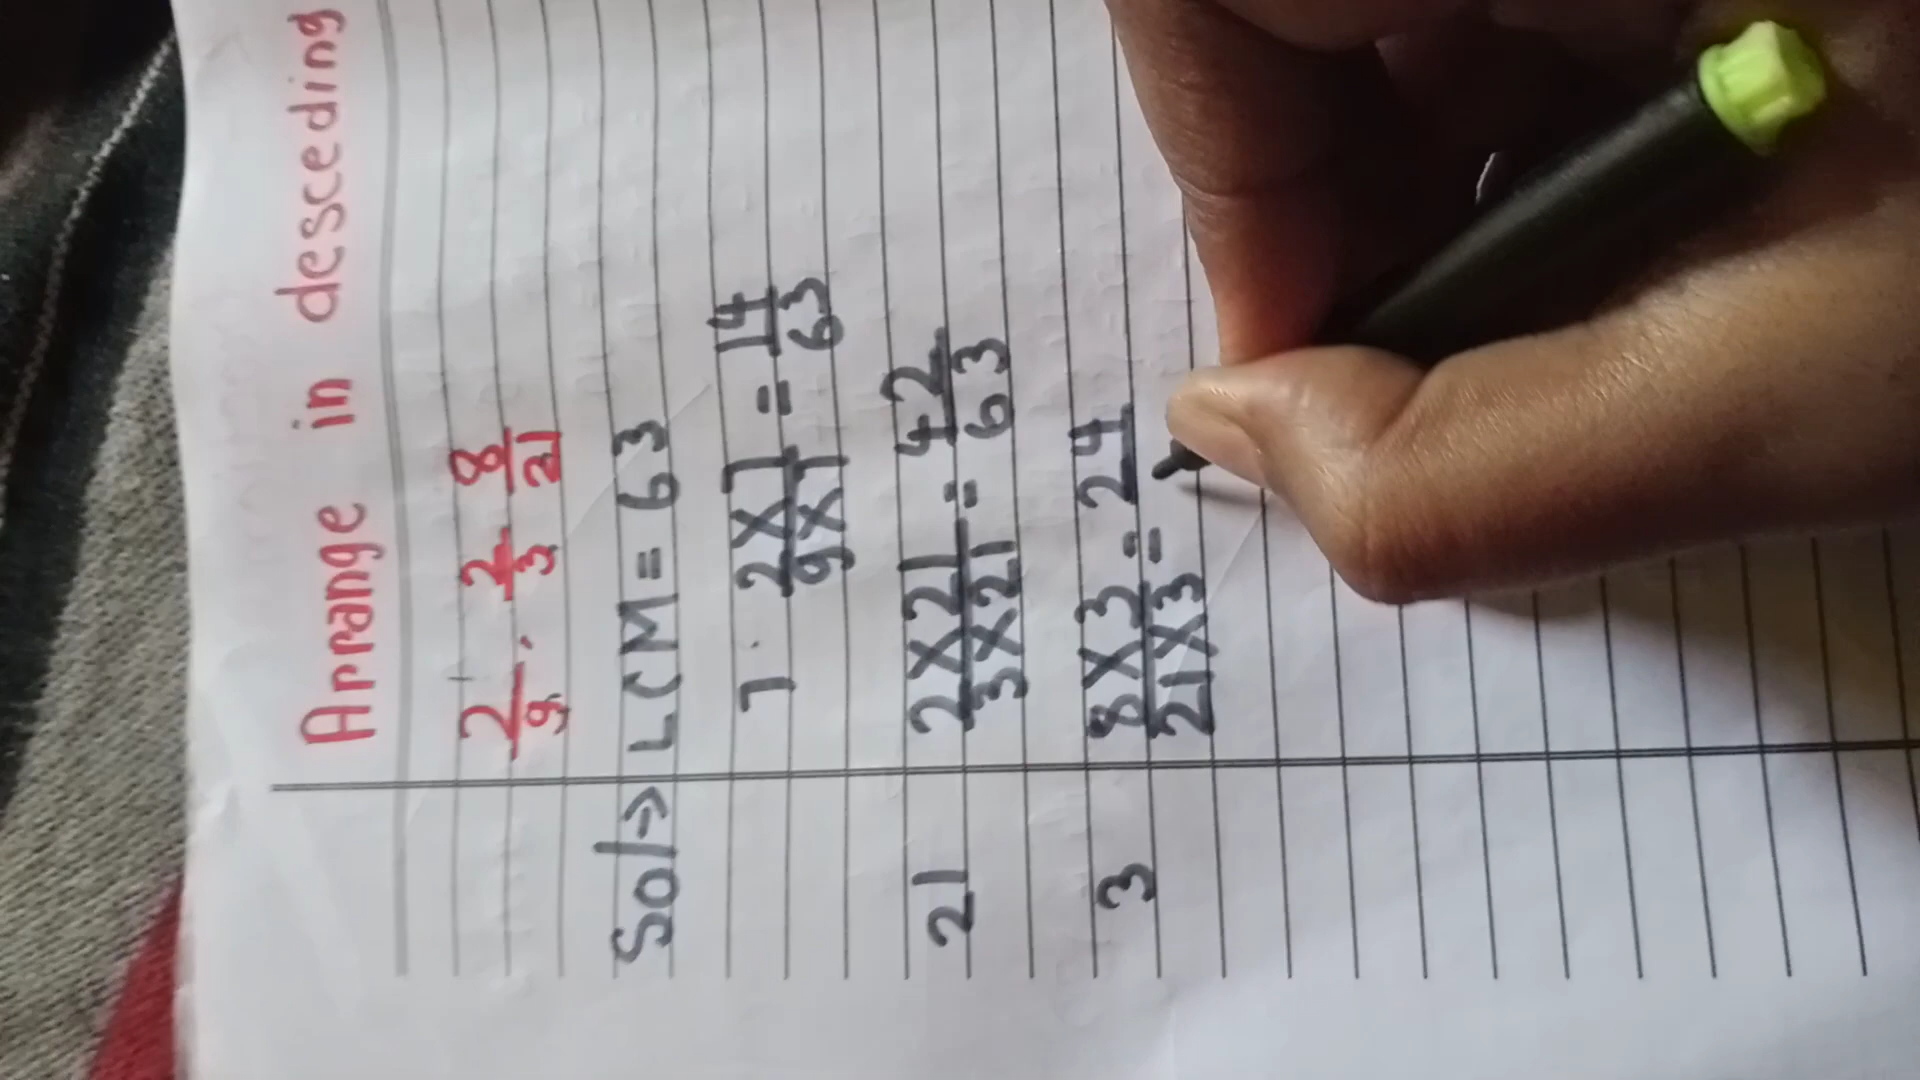 Arrange in desceding
2/9, 2/3, 8/21
Sol→ LCM = 63
7 2X7/9X7 = 14/63
21 2X21/3X21 = 42/63
3 8X3/21X3 = 24